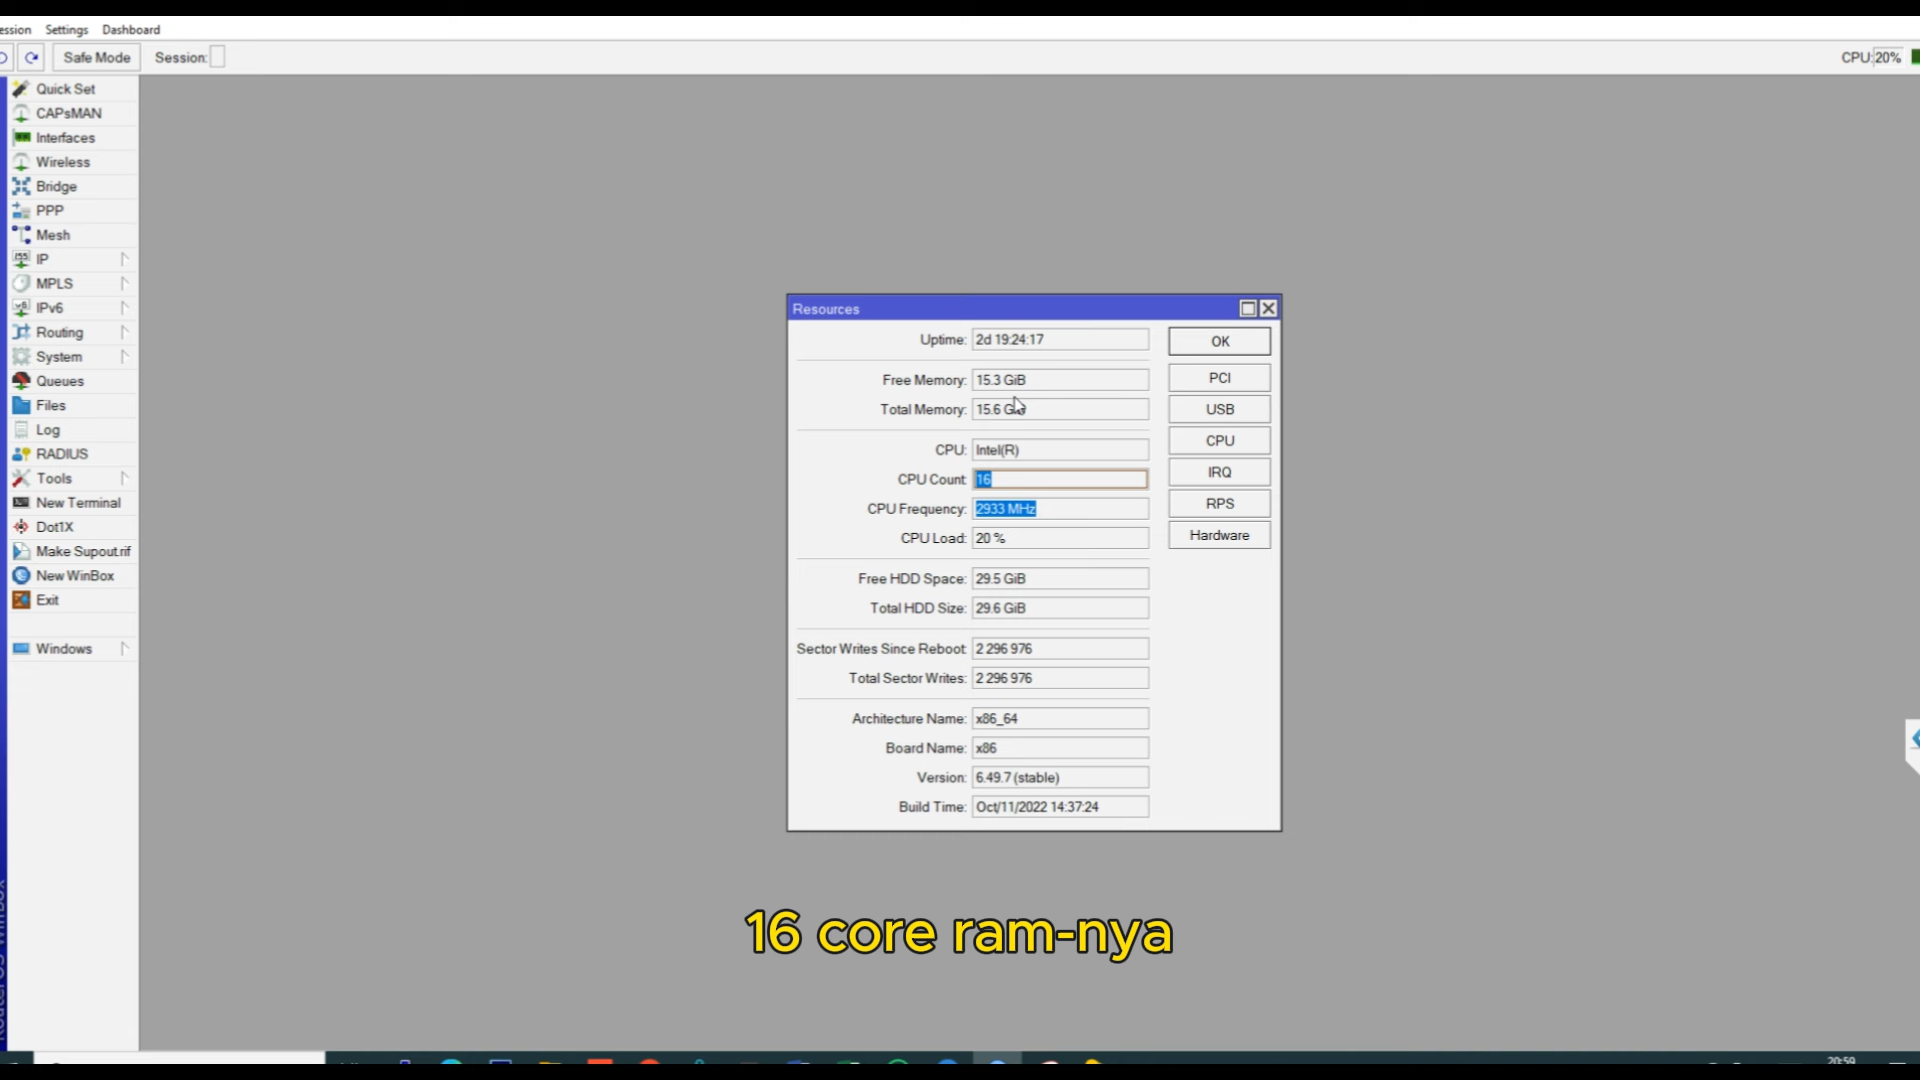 ession Settings Dashboard
Safe Mode Session: CPU: 20%
Quick Set
CAPsMAN
Interfaces
Wireless
Bridge
PPP
Mesh
IP
MPLS
IPv6
Routing
System
Queues
Files
Log
RADIUS
Tools
New Terminal
Dot1X
Make Supout.rif
New WinBox
Exit
Windows
Resources
Uptime: 2d 19:24:17
Free Memory: 15.3 GiB
Total Memory: 15.6 GiB
CPU: Intel(R)
CPU Count: 16
CPU Frequency: 2933 MHz
CPU Load: 20 %
Free HDD Space: 29.5 GiB
Total HDD Size: 29.6 GiB
Sector Writes Since Reboot: 2 296 976
Total Sector Writes: 2 296 976
Architecture Name: x86_64
Board Name: x86
Version: 6.49.7 (stable)
Build Time: Oct/11/2022 14:37:24
OK
PCI
USB
CPU
IRQ
RPS
Hardware
16 core ram-nya
20:59